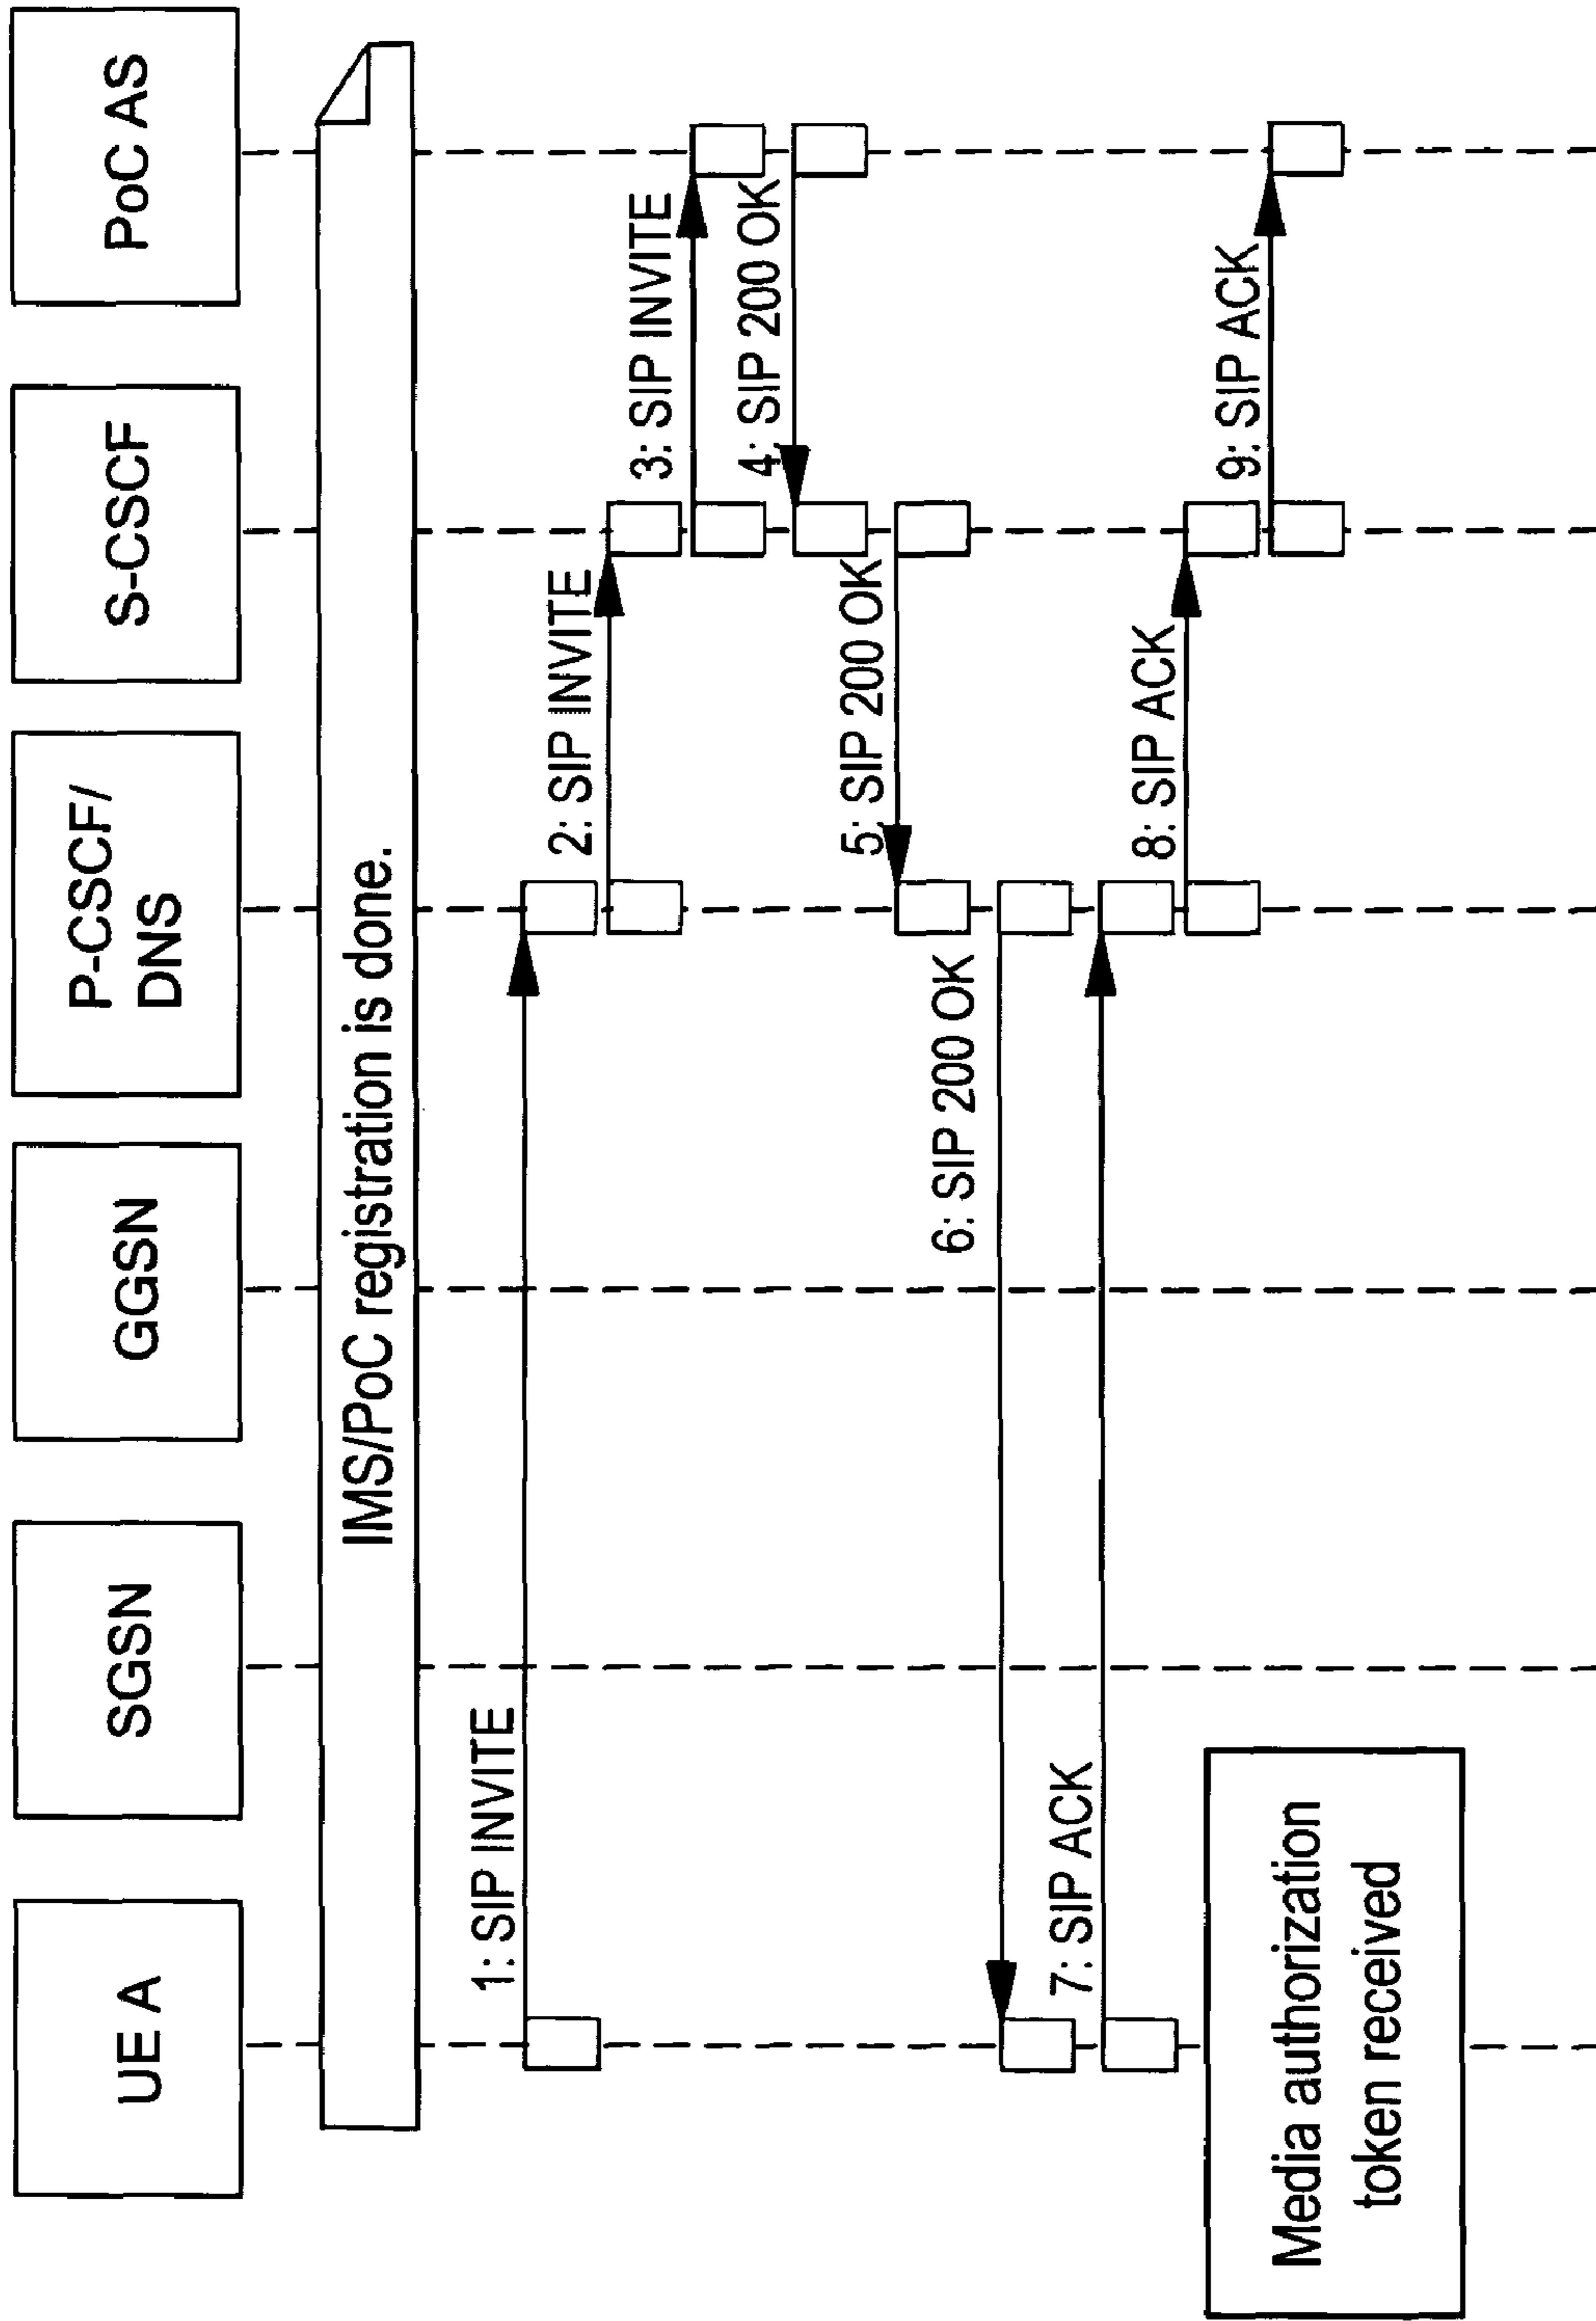 UE A
SGSN
GGSN
P-CSCF/
DNS
S-CSCF
PoC AS
IMS/PoC registration is done.
1: SIP INVITE
2: SIP INVITE
3: SIP INVITE
4: SIP 200 OK
5: SIP 200 OK
6: SIP 200 OK
7: SIP ACK
8: SIP ACK
9: SIP ACK
Media authorization
token received